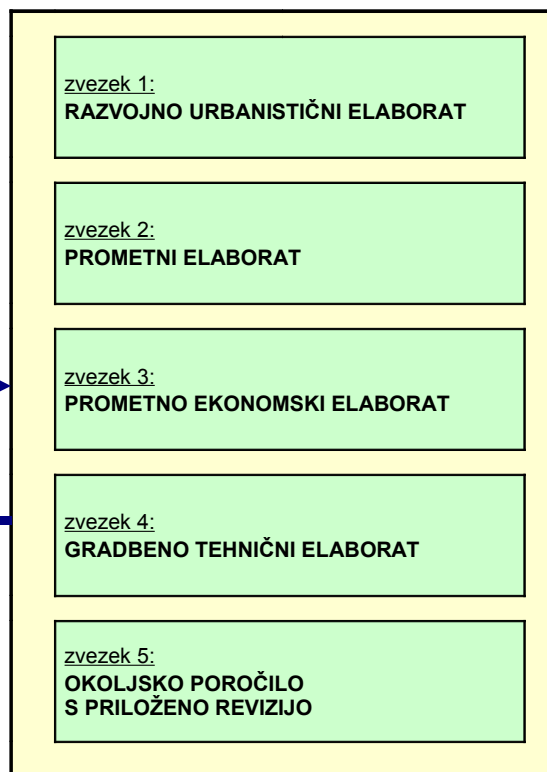 zvezek 1:
RAZVOJNO URBANISTIČNI ELABORAT
zvezek 2:
PROMETNI ELABORAT
zvezek 3:
PROMETNO EKONOMSKI ELABORAT
zvezek 4:
GRADBENO TEHNIČNI ELABORAT
zvezek 5:
OKOLJSKO POROČILO
S PRILOŽENO REVIZIJO